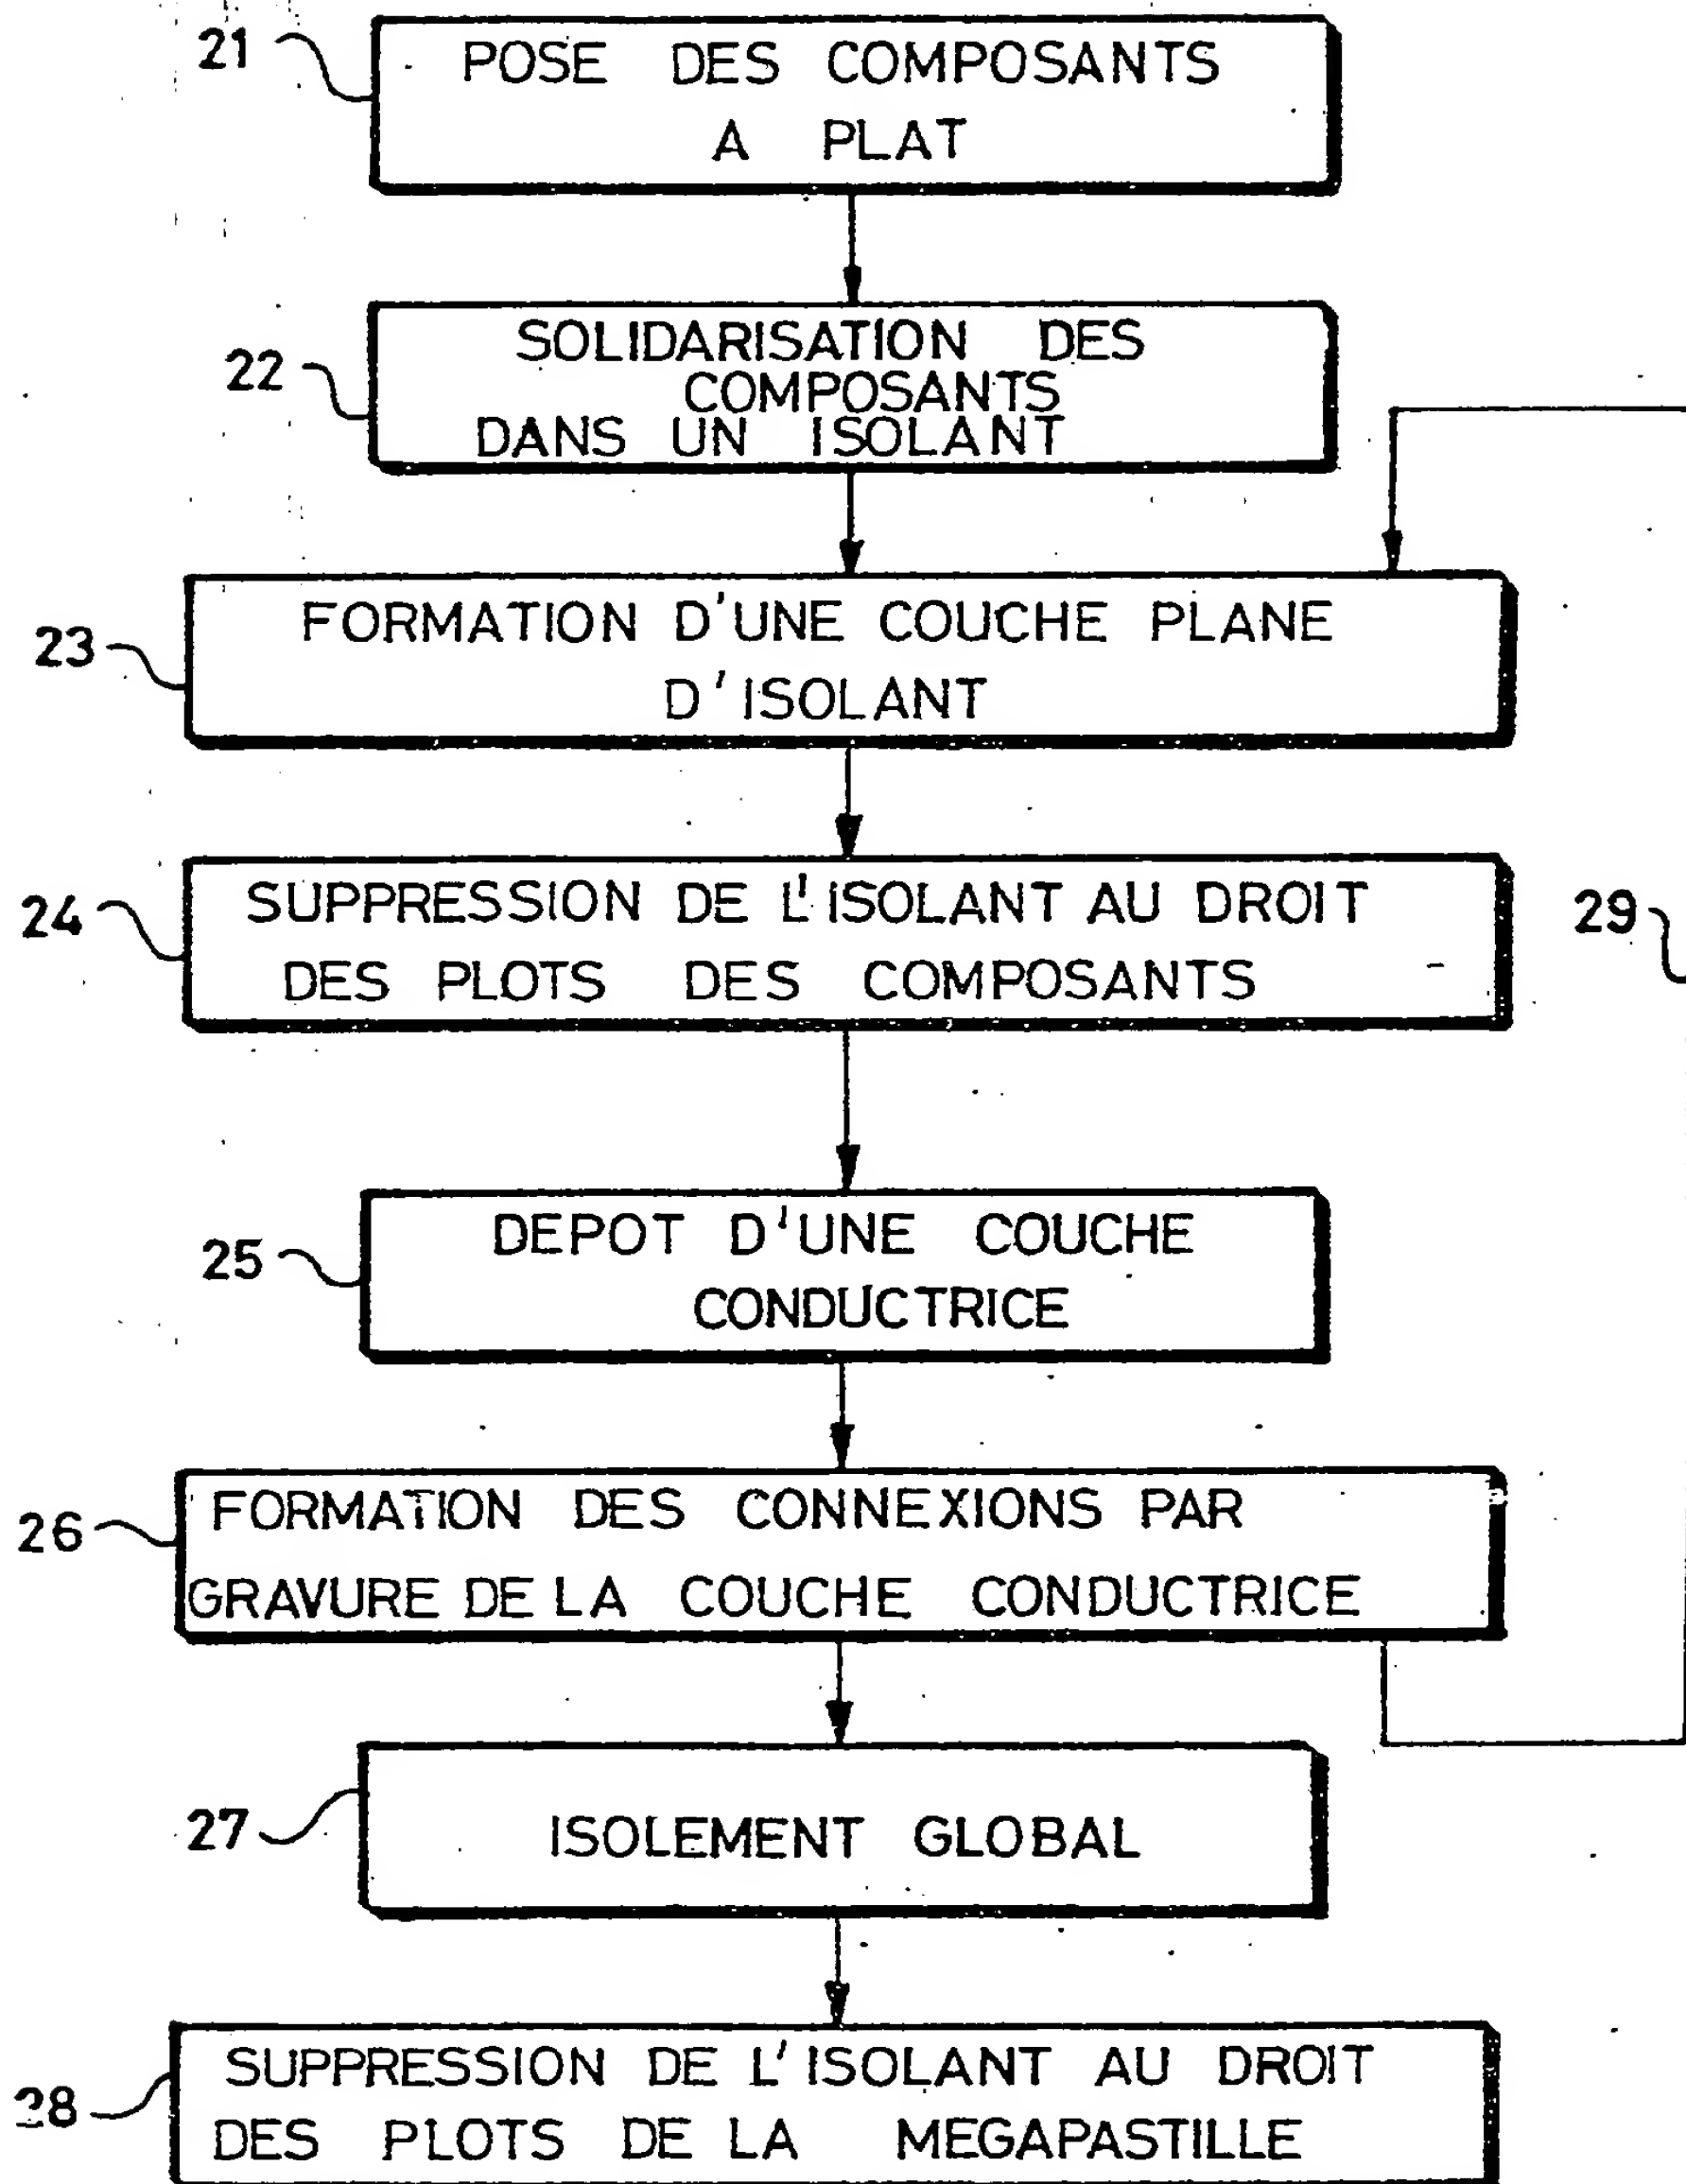 21
POSE DES COMPOSANTS
A PLAT
22
SOLIDARISATION DES
COMPOSANTS
DANS UN ISOLANT
23
FORMATION D'UNE COUCHE PLANE
D'ISOLANT
24
SUPPRESSION DE L'ISOLANT AU DROIT
DES PLOTS DES COMPOSANTS
29
25
DEPOT D'UNE COUCHE
CONDUCTRICE
26
FORMATION DES CONNEXIONS PAR
GRAVURE DE LA COUCHE CONDUCTRICE
27
ISOLEMENT GLOBAL
28
SUPPRESSION DE L'ISOLANT AU DROIT
DES PLOTS DE LA MEGAPASTILLE